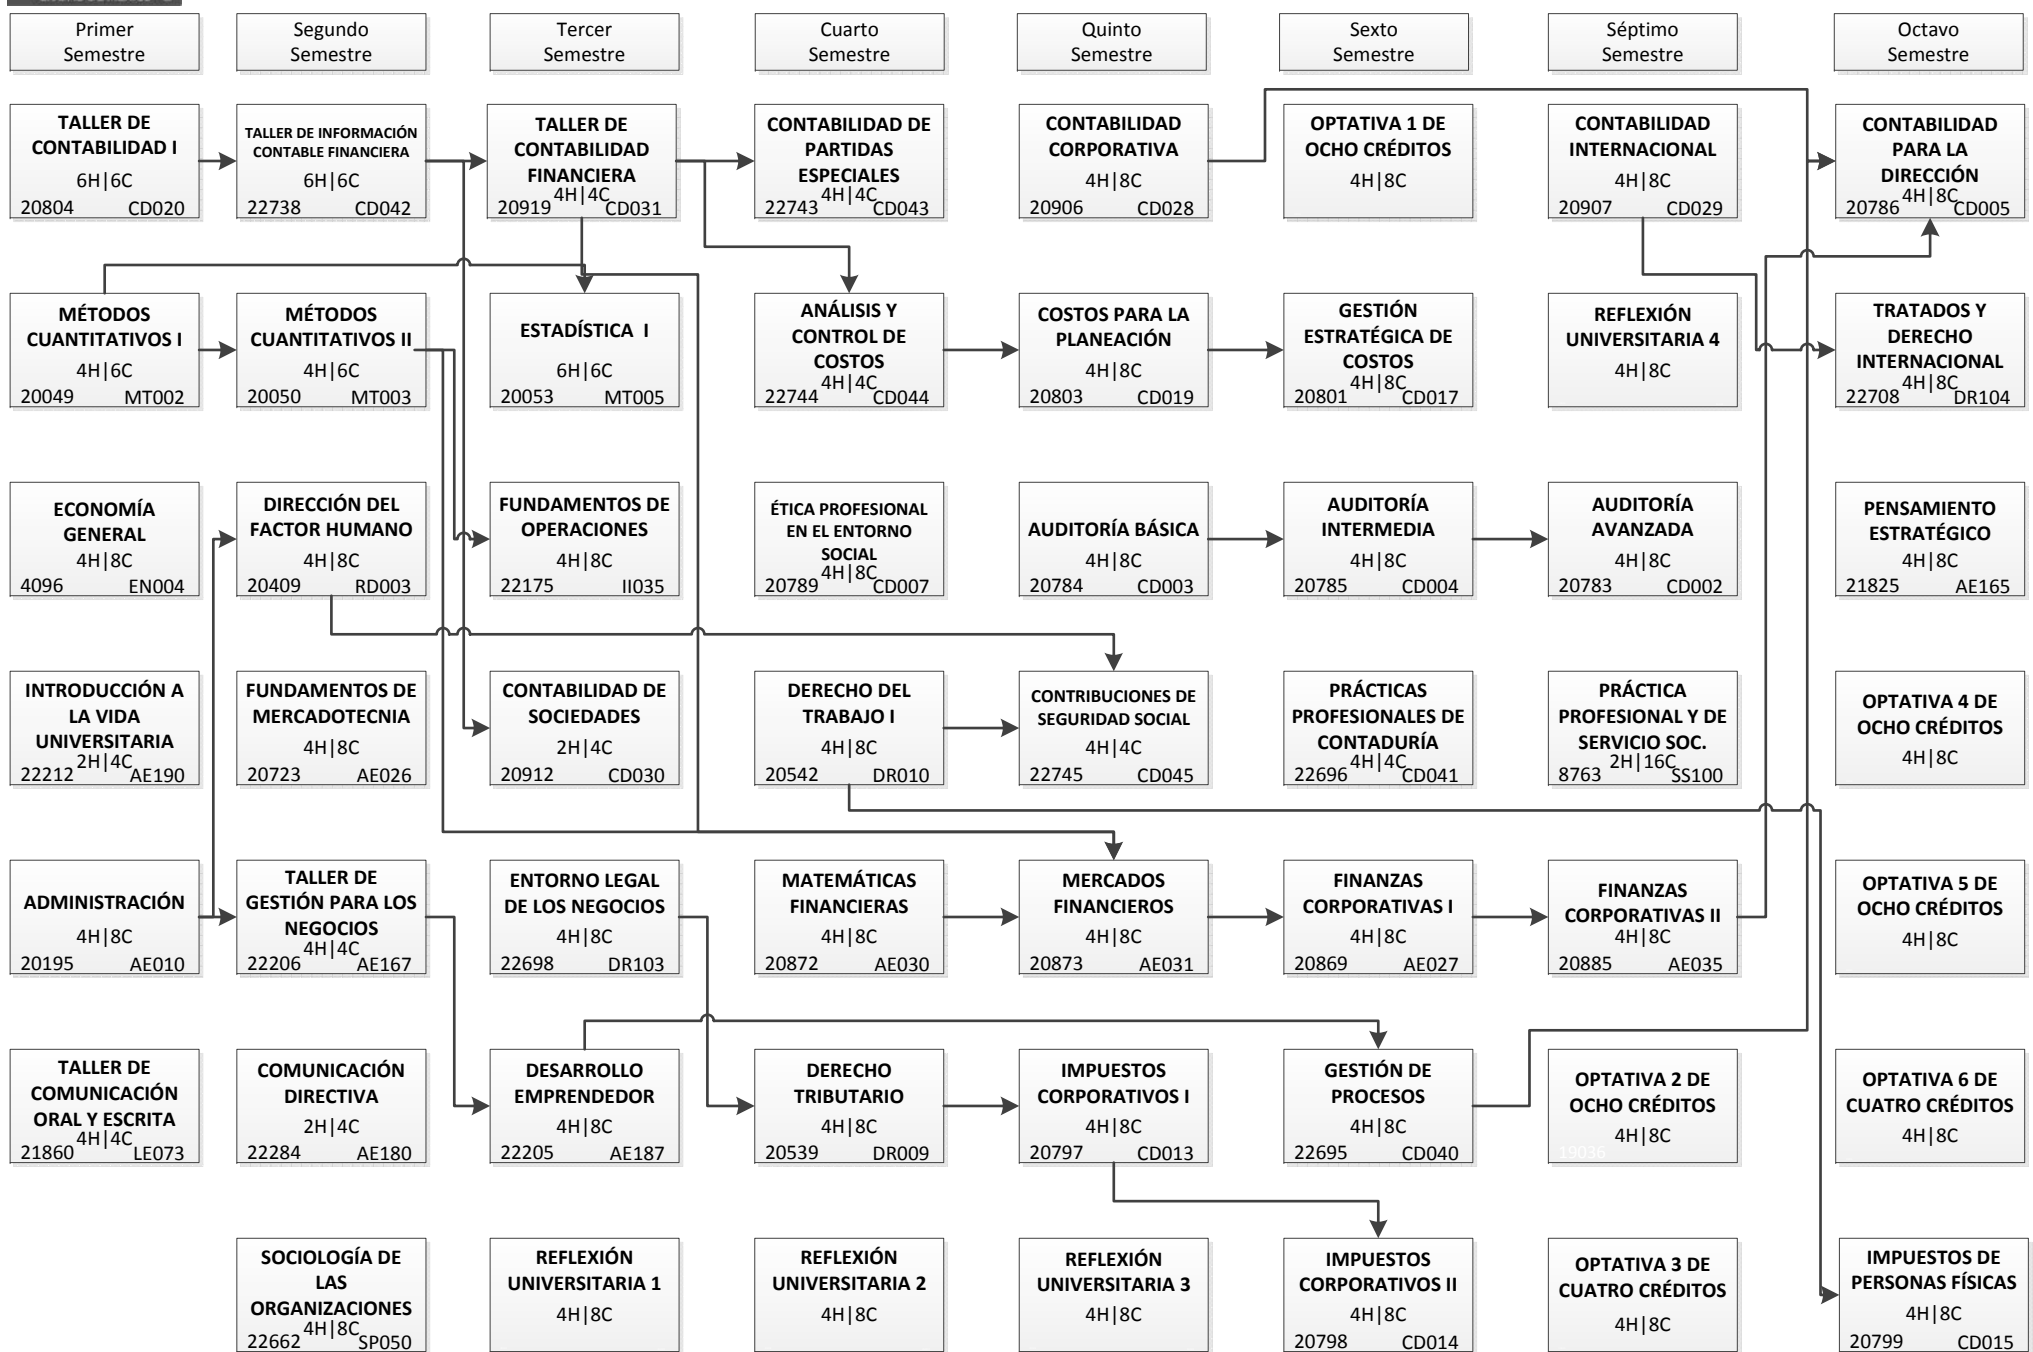 Primer
Semestre
Segundo
Semestre
Tercer
Semestre
Cuarto
Semestre
Quinto
Semestre
Sexto
Semestre
Séptimo
Semestre
Octavo
Semestre
TALLER DE
CONTABILIDAD I
6H|6C
20804 CD020
TALLER DE INFORMACIÓN
CONTABLE FINANCIERA
6H|6C
22738 CD042
TALLER DE
CONTABILIDAD
FINANCIERA
4H|4C
20919 CD031
CONTABILIDAD DE
PARTIDAS
ESPECIALES
4H|4C
22743 CD043
CONTABILIDAD
CORPORATIVA
4H|8C
20906 CD028
OPTATIVA 1 DE
OCHO CRÉDITOS
4H|8C
CONTABILIDAD
INTERNACIONAL
4H|8C
20907 CD029
CONTABILIDAD
PARA LA
DIRECCIÓN
4H|8C
20786 CD005
MÉTODOS
CUANTITATIVOS I
4H|6C
20049 MT002
MÉTODOS
CUANTITATIVOS II
4H|6C
20050 MT003
ESTADÍSTICA I
6H|6C
20053 MT005
ANÁLISIS Y
CONTROL DE
COSTOS
4H|4C
22744 CD044
COSTOS PARA LA
PLANEACIÓN
4H|8C
20803 CD019
GESTIÓN
ESTRATÉGICA DE
COSTOS
4H|8C
20801 CD017
REFLEXIÓN
UNIVERSITARIA 4
4H|8C
TRATADOS Y
DERECHO
INTERNACIONAL
4H|8C
22708 DR104
ECONOMÍA
GENERAL
4H|8C
4096 EN004
DIRECCIÓN DEL
FACTOR HUMANO
4H|8C
20409 RD003
FUNDAMENTOS DE
OPERACIONES
4H|8C
22175 II035
ÉTICA PROFESIONAL
EN EL ENTORNO
SOCIAL
4H|8C
20789 CD007
AUDITORÍA BÁSICA
4H|8C
20784 CD003
AUDITORÍA
INTERMEDIA
4H|8C
20785 CD004
AUDITORÍA
AVANZADA
4H|8C
20783 CD002
PENSAMIENTO
ESTRATÉGICO
4H|8C
21825 AE165
INTRODUCCIÓN A
LA VIDA
UNIVERSITARIA
2H|4C
22212 AE190
FUNDAMENTOS DE
MERCADOTECNIA
4H|8C
20723 AE026
CONTABILIDAD DE
SOCIEDADES
2H|4C
20912 CD030
DERECHO DEL
TRABAJO I
4H|8C
20542 DR010
CONTRIBUCIONES DE
SEGURIDAD SOCIAL
4H|4C
22745 CD045
PRÁCTICAS
PROFESIONALES DE
CONTADURÍA
4H|4C
22696 CD041
PRÁCTICA
PROFESIONAL Y DE
SERVICIO SOC.
2H|16C
8763 SS100
OPTATIVA 4 DE
OCHO CRÉDITOS
4H|8C
ADMINISTRACIÓN
4H|8C
20195 AE010
TALLER DE
GESTIÓN PARA LOS
NEGOCIOS
4H|4C
22206 AE167
ENTORNO LEGAL
DE LOS NEGOCIOS
4H|8C
22698 DR103
MATEMÁTICAS
FINANCIERAS
4H|8C
20872 AE030
MERCADOS
FINANCIEROS
4H|8C
20873 AE031
FINANZAS
CORPORATIVAS I
4H|8C
20869 AE027
FINANZAS
CORPORATIVAS II
4H|8C
20885 AE035
OPTATIVA 5 DE
OCHO CRÉDITOS
4H|8C
TALLER DE
COMUNICACIÓN
ORAL Y ESCRITA
4H|4C
21860 LE073
COMUNICACIÓN
DIRECTIVA
2H|4C
22284 AE180
DESARROLLO
EMPRENDEDOR
4H|8C
22205 AE187
DERECHO
TRIBUTARIO
4H|8C
20539 DR009
IMPUESTOS
CORPORATIVOS I
4H|8C
20797 CD013
GESTIÓN DE
PROCESOS
4H|8C
22695 CD040
OPTATIVA 2 DE
OCHO CRÉDITOS
4H|8C
19036
OPTATIVA 6 DE
CUATRO CRÉDITOS
4H|8C
SOCIOLOGÍA DE
LAS
ORGANIZACIONES
4H|8C
22662 SP050
REFLEXIÓN
UNIVERSITARIA 1
4H|8C
REFLEXIÓN
UNIVERSITARIA 2
4H|8C
REFLEXIÓN
UNIVERSITARIA 3
4H|8C
IMPUESTOS
CORPORATIVOS II
4H|8C
20798 CD014
OPTATIVA 3 DE
CUATRO CRÉDITOS
4H|8C
IMPUESTOS DE
PERSONAS FÍSICAS
4H|8C
20799 CD015